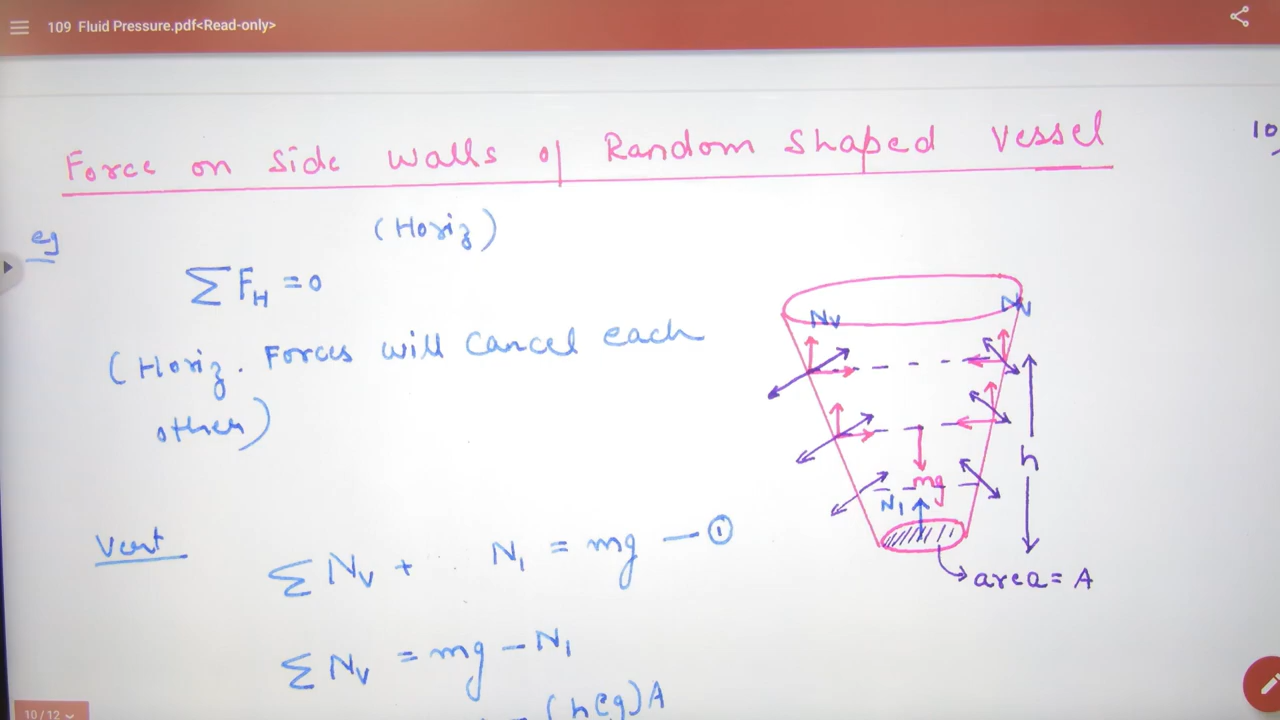 109 Fluid Pressure.pdf<Read-only>
Force on side walls of Random shaped vessel
10
eg
(Horiz)
ΣF_H = 0
(Horiz. Forces will cancel each
other)
N_V
N_V
h
mg
N_1
area = A
Vert
ΣN_V + N_1 = mg — ①
ΣN_V = mg - N_1
- (hρg)A
10/12